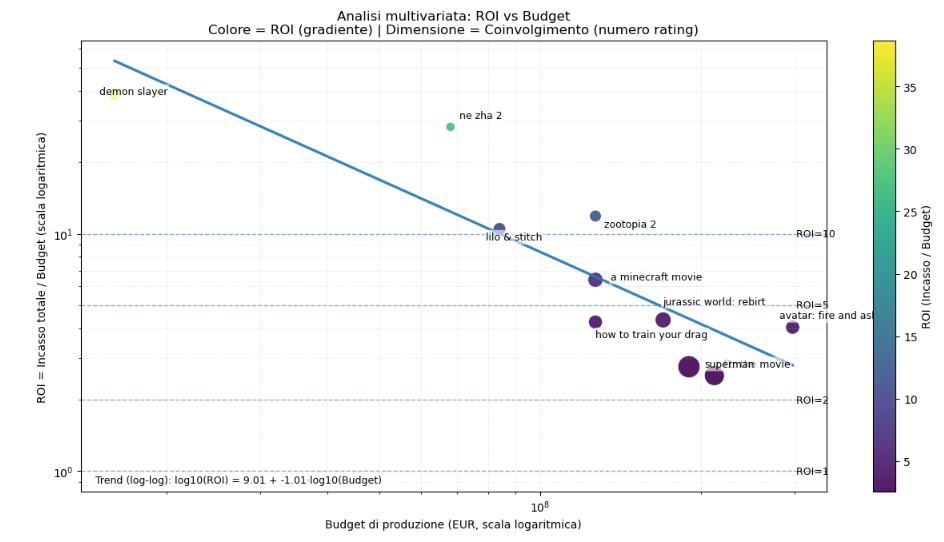 Analisi multivariata: ROI vs Budget
Colore = ROI (gradiente) | Dimensione = Coinvolgimento (numero rating)
ROI = Incasso totale / Budget (scala logaritmica)
10¹
10⁰
demon slayer
ne zha 2
zootopia 2
lilo & stitch
ROI=10
a minecraft movie
jurassic world: rebirt
ROI=5
avatar: fire and asl
how to train your drag
superman
movie
ROI=2
ROI=1
Trend (log-log): log10(ROI) = 9.01 + -1.01·log10(Budget)
10⁸
Budget di produzione (EUR, scala logaritmica)
35
30
25
20
15
10
5
ROI (Incasso / Budget)